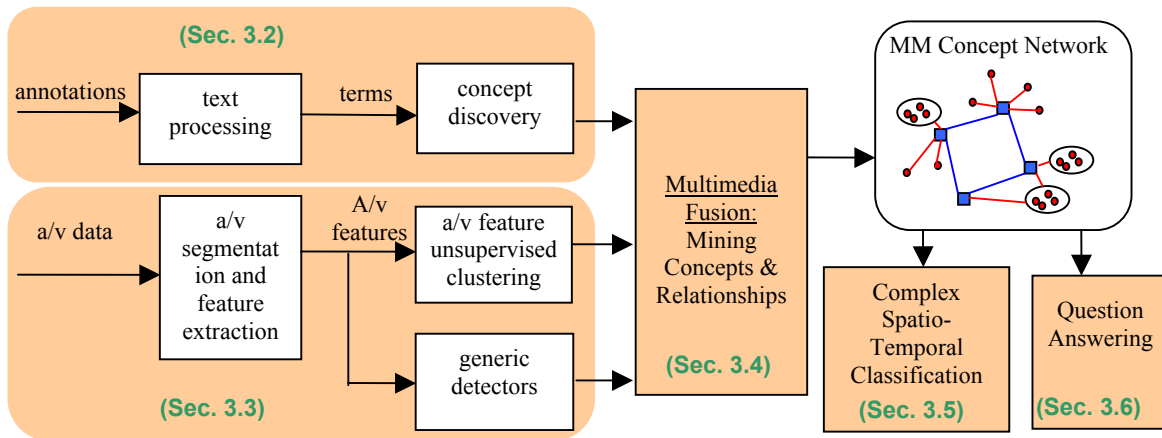 (Sec. 3.2)
annotations
text
processing
terms
concept
discovery
a/v data
a/v
segmentat
ion and
feature
extraction
A/v
features
a/v feature
unsupervised
clustering
generic
detectors
(Sec. 3.3)
Multimedia
Fusion:
Mining
Concepts &
Relationships
(Sec. 3.4)
MM Concept Network
Complex
Spatio-
Temporal
Classification
(Sec. 3.5)
Question
Answering
(Sec. 3.6)